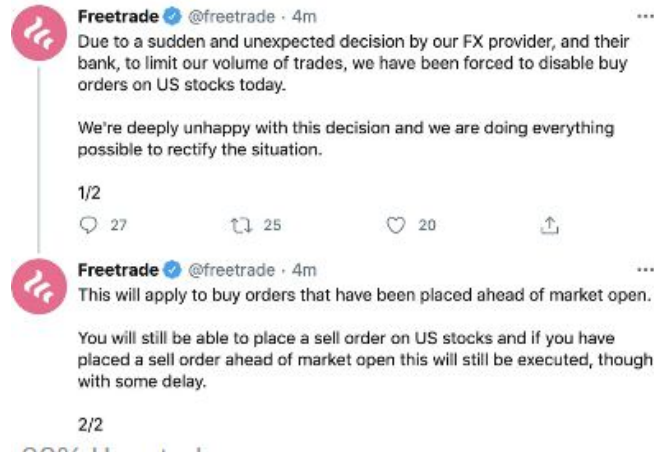 Freetrade @freetrade · 4m
Due to a sudden and unexpected decision by our FX provider, and their
bank, to limit our volume of trades, we have been forced to disable buy
orders on US stocks today.
We're deeply unhappy with this decision and we are doing everything
possible to rectify the situation.
1/2
27 25 20
Freetrade @freetrade · 4m
This will apply to buy orders that have been placed ahead of market open.
You will still be able to place a sell order on US stocks and if you have
placed a sell order ahead of market open this will still be executed, though
with some delay.
2/2